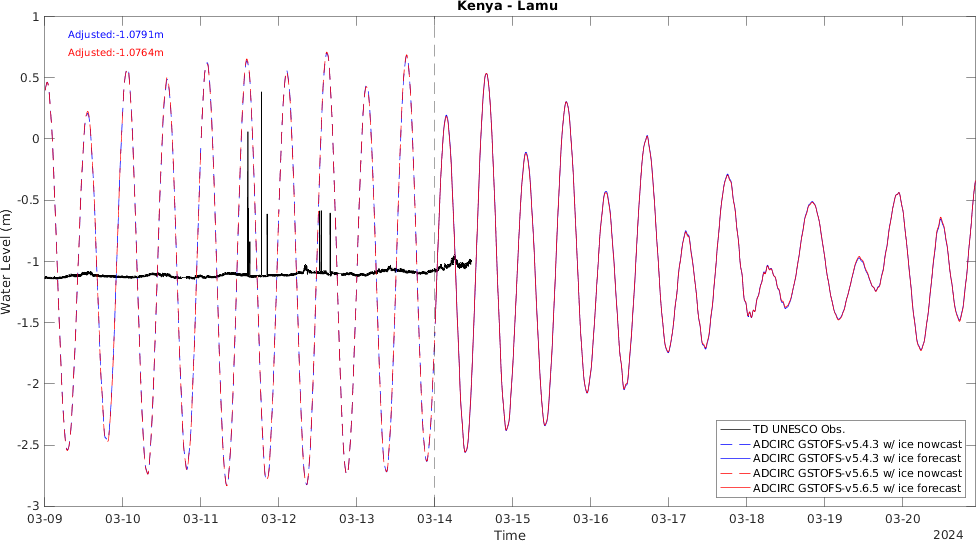 Kenya - Lamu
Adjusted:-1.0791m
Adjusted:-1.0764m
1
0.5
0
-0.5
-1
-1.5
-2
-2.5
-3
Water Level (m)
TD UNESCO Obs.
ADCIRC GSTOFS-v5.4.3 w/ ice nowcast
ADCIRC GSTOFS-v5.4.3 w/ ice forecast
ADCIRC GSTOFS-v5.6.5 w/ ice nowcast
ADCIRC GSTOFS-v5.6.5 w/ ice forecast
03-09 03-10 03-11 03-12 03-13 03-14 03-15 03-16 03-17 03-18 03-19 03-20
Time
2024